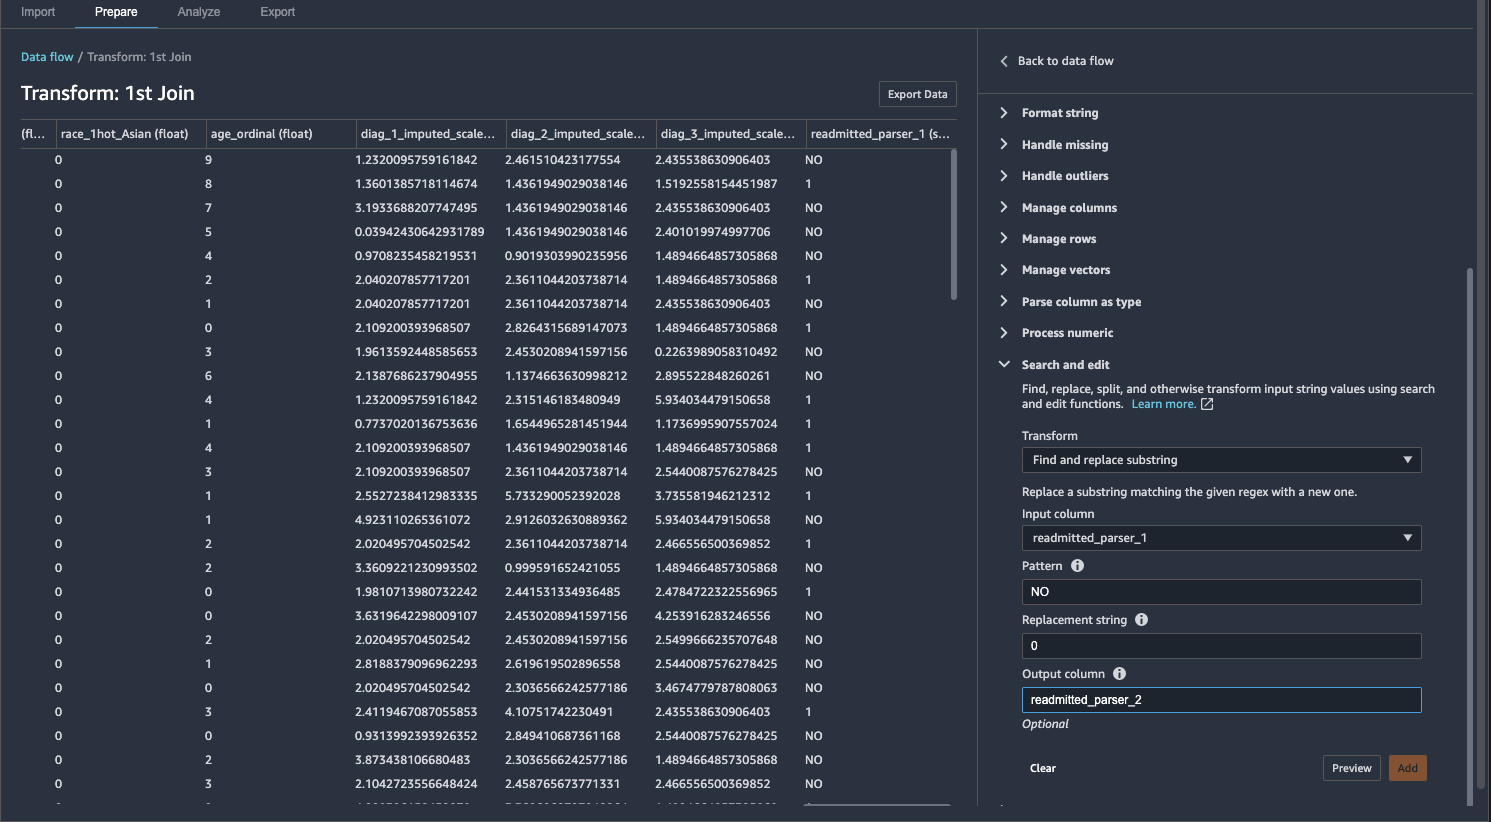 Import Prepare Analyze Export
Data flow / Transform: 1st Join
Transform: 1st Join
Export Data
(fl... race_1hot_Asian (float) age_ordinal (float) diag_1_imputed_scale... diag_2_imputed_scale... diag_3_imputed_scale... readmitted_parser_1 (s...
0 9 1.2320095759161842 2.461510423177554 2.435538630906403 NO
0 8 1.3601385718114674 1.4361949029038146 1.5192558154451987 1
0 7 3.1933688207747495 1.4361949029038146 2.435538630906403 NO
0 5 0.03942430642931789 1.4361949029038146 2.401019974997706 NO
0 4 0.9708235458219531 0.9019303990235956 1.4894664857305868 NO
0 2 2.040207857717201 2.3611044203738714 1.4894664857305868 1
0 1 2.040207857717201 2.3611044203738714 2.435538630906403 NO
0 0 2.109200393968507 2.8264315689147073 1.4894664857305868 1
0 3 1.9613592448585653 2.4530208941597156 0.2263989058310492 NO
0 6 2.1387686237904955 1.1374663630998212 2.895522848260261 NO
0 4 1.2320095759161842 2.315146183480949 5.934034479150658 1
0 1 0.7737020136753636 1.6544965281451944 1.1736995907557024 1
0 4 2.109200393968507 1.4361949029038146 1.4894664857305868 1
0 3 2.109200393968507 2.3611044203738714 2.5440087576278425 NO
0 1 2.5527238412983335 5.733290052392028 3.735581946212312 1
0 1 4.923110265361072 2.9126032630889362 5.934034479150658 NO
0 2 2.020495704502542 2.3611044203738714 2.466556500369852 1
0 2 3.3609221230993502 0.999591652421055 1.4894664857305868 NO
0 0 1.9810713980732242 2.441531334936485 2.4784722322556965 1
0 0 3.6319642298009107 2.4530208941597156 4.253916283246556 NO
0 2 2.020495704502542 2.4530208941597156 2.5499666235707648 NO
0 1 2.8188379096962293 2.619619502896558 2.5440087576278425 NO
0 0 2.020495704502542 2.3036566242577186 3.4674779787808063 NO
0 3 2.4119467087055853 4.10751742230491 2.435538630906403 1
0 0 0.9313992393926352 2.849410687361168 2.5440087576278425 NO
0 2 3.873438106680483 2.3036566242577186 1.4894664857305868 NO
0 3 2.1042723556648424 2.458765673771331 2.466556500369852 NO
Back to data flow
Format string
Handle missing
Handle outliers
Manage columns
Manage rows
Manage vectors
Parse column as type
Process numeric
Search and edit
Find, replace, split, and otherwise transform input string values using search
and edit functions. Learn more.
Transform
Find and replace substring
Replace a substring matching the given regex with a new one.
Input column
readmitted_parser_1
Pattern
NO
Replacement string
0
Output column
readmitted_parser_2
Optional
Clear Preview Add